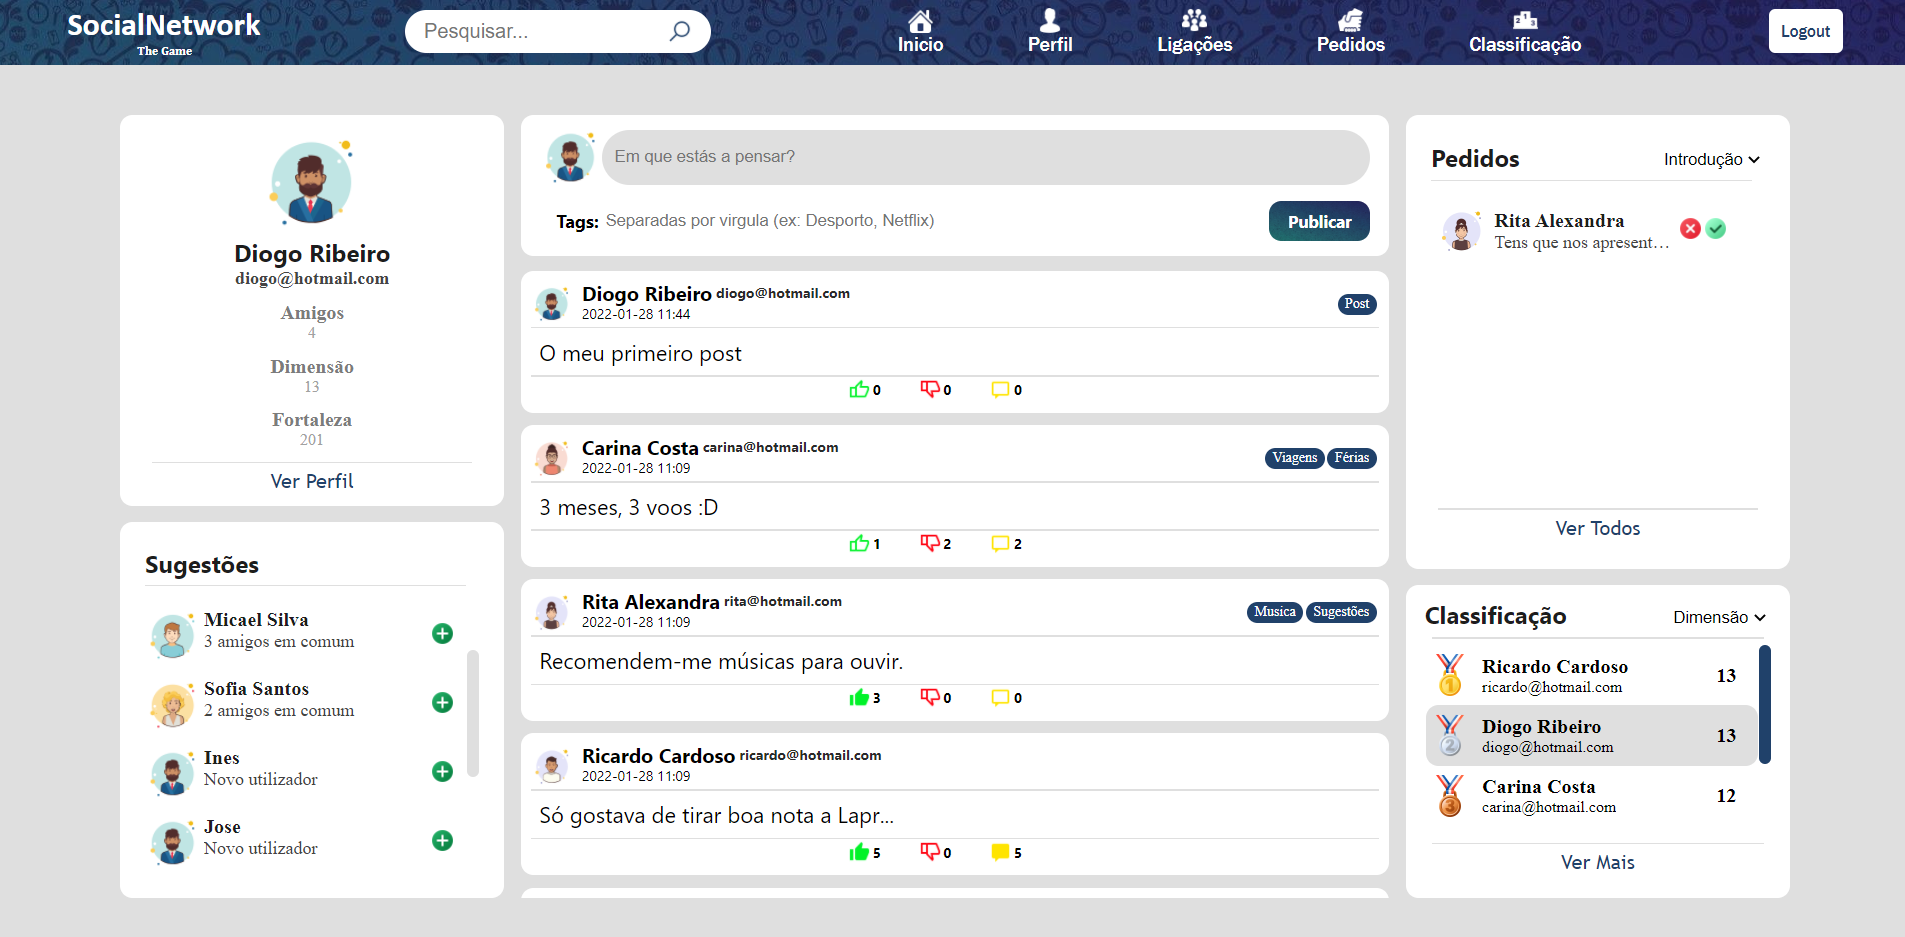 SocialNetwork
The Game
Pesquisar...
Inicio
Perfil
Ligações
Pedidos
Classificação
Logout
Diogo Ribeiro
diogo@hotmail.com
Amigos
4
Dimensão
13
Fortaleza
201
Ver Perfil
Sugestões
Micael Silva
3 amigos em comum
Sofia Santos
2 amigos em comum
Ines
Novo utilizador
Jose
Novo utilizador
Em que estás a pensar?
Tags: Separadas por virgula (ex: Desporto, Netflix)
Publicar
Diogo Ribeiro diogo@hotmail.com
2022-01-28 11:44
Post
O meu primeiro post
0 0 0
Carina Costa carina@hotmail.com
2022-01-28 11:09
Viagens Férias
3 meses, 3 voos :D
1 2 2
Rita Alexandra rita@hotmail.com
2022-01-28 11:09
Musica Sugestões
Recomendem-me músicas para ouvir.
3 0 0
Ricardo Cardoso ricardo@hotmail.com
2022-01-28 11:09
Só gostava de tirar boa nota a Lapr...
5 0 5
Pedidos
Introdução
Rita Alexandra
Tens que nos apresent...
Ver Todos
Classificação
Dimensão
1
Ricardo Cardoso
ricardo@hotmail.com
13
2
Diogo Ribeiro
diogo@hotmail.com
13
3
Carina Costa
carina@hotmail.com
12
Ver Mais